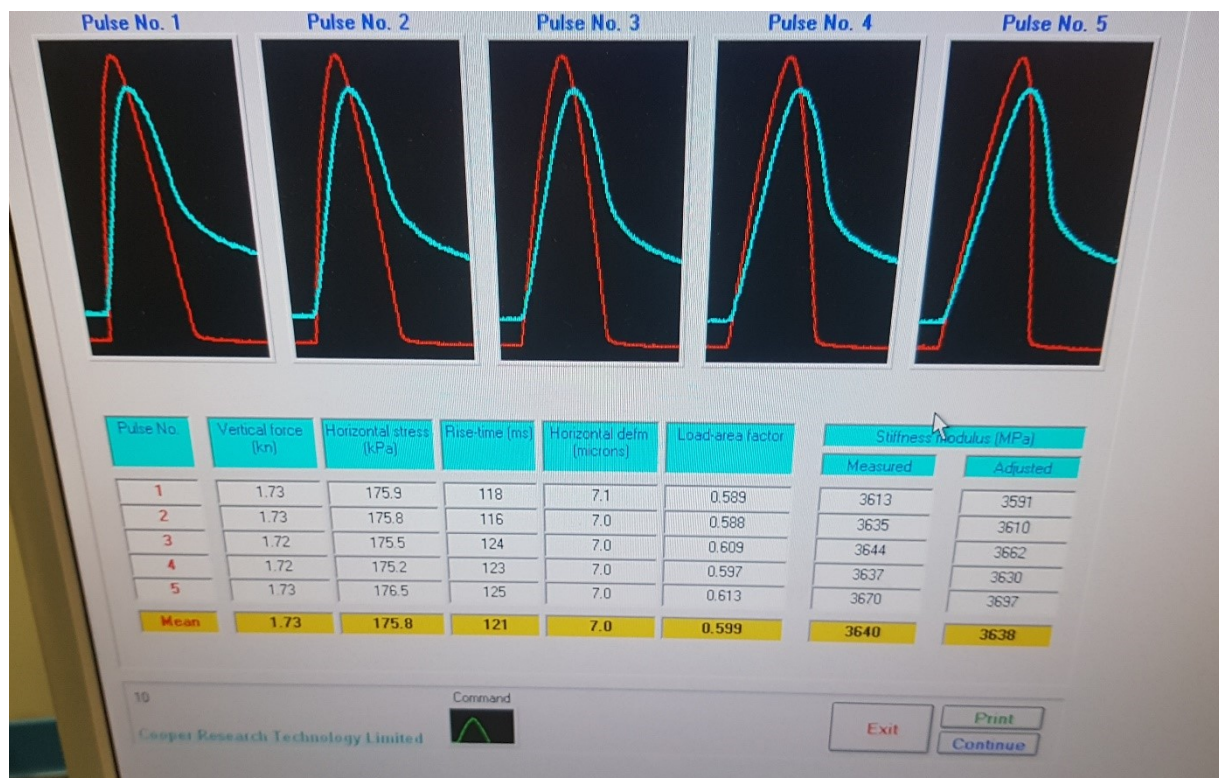 Pulse No. 1 Pulse No. 2 Pulse No. 3 Pulse No. 4 Pulse No. 5
Pulse No. Vertical force (kn) Horizontal stress (kPa) Rise-time (ms) Horizontal defm (microns) Load-area factor Stiffness modulus (MPa)
Measured Adjusted
1 1.73 175.9 118 7.1 0.589 3613 3591
2 1.73 175.8 116 7.0 0.588 3635 3610
3 1.72 175.5 124 7.0 0.609 3644 3662
4 1.72 175.2 123 7.0 0.597 3637 3630
5 1.73 176.5 125 7.0 0.613 3670 3697
Mean 1.73 175.8 121 7.0 0.599 3640 3638
10 Command
Cooper Research Technology Limited
Exit Print
Continue